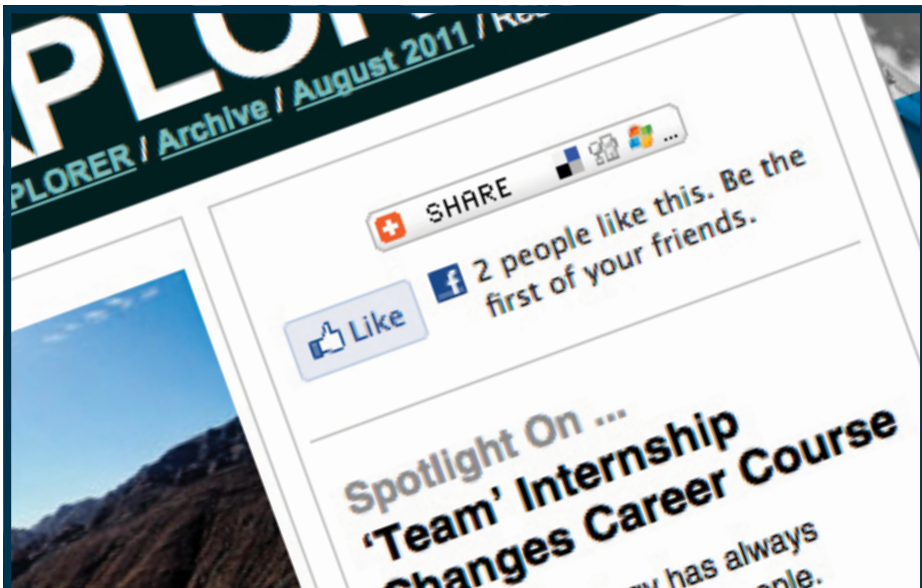 PLOR
PLORER / Archive / August 2011 / Res
SHARE ...
Like
2 people like this. Be the
first of your friends.
Spotlight On ...
‘Team’ Internship
Changes Career Course
has always